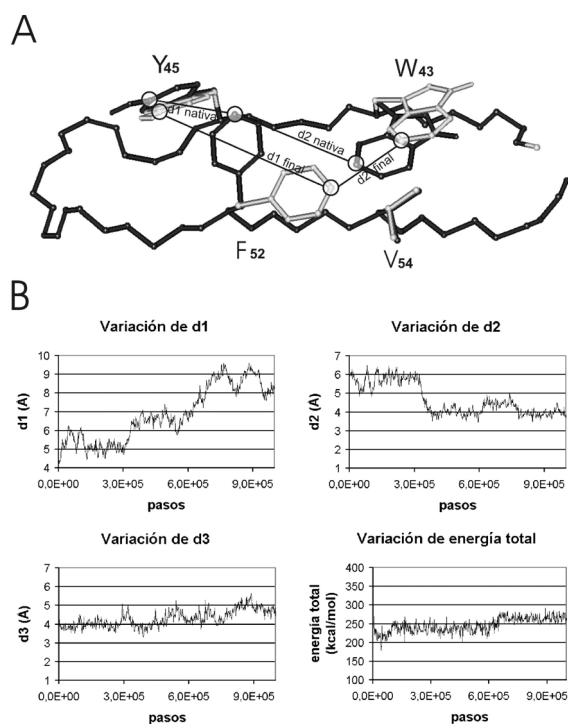 A
Y45
W43
d1 nativa
d2 nativa
d1 final
d2 final
F52
V54
B
Variación de d1
d1 (A)
10
9
8
7
6
5
4
0,0E+00 3,0E+05 6,0E+05 9,0E+05
pasos
Variación de d2
d2 (A)
7
6
5
4
3
2
1
0,0E+00 3,0E+05 6,0E+05 9,0E+05
pasos
Variación de d3
d3 (A)
7
6
5
4
3
2
1
0,0E+00 3,0E+05 6,0E+05 9,0E+05
pasos
Variación de energía total
energía total
(kcal/mol)
400
350
300
250
200
150
100
0,0E+00 3,0E+05 6,0E+05 9,0E+05
pasos